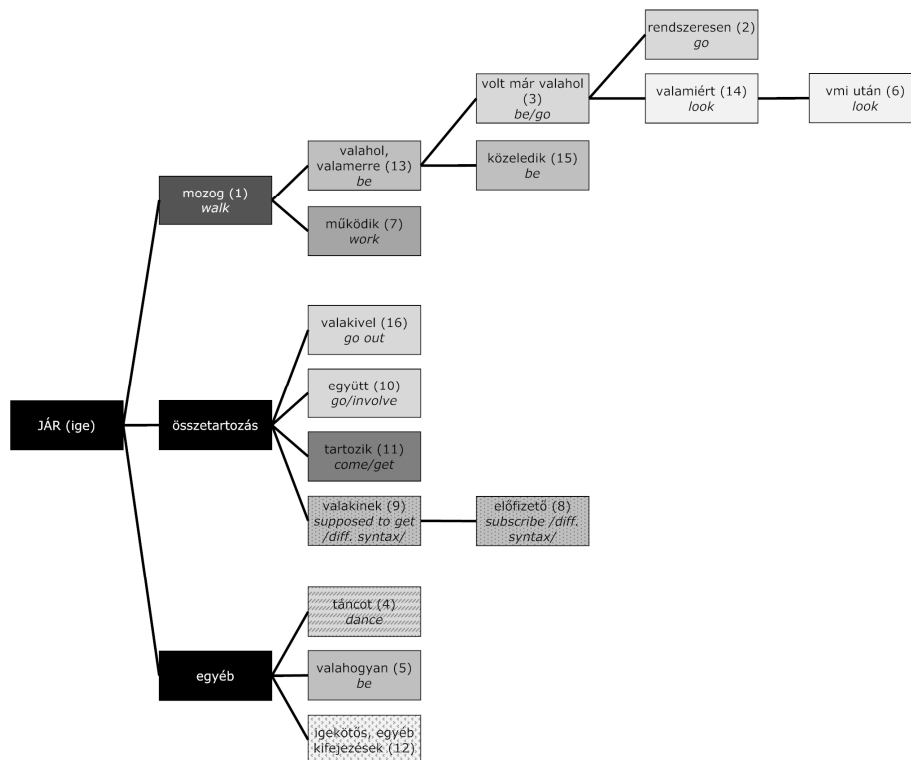 rendszeresen (2)
go
volt már valahol
(3)
be/go
valamiért (14)
look
vmi után (6)
look
valahol,
valamerre (13)
be
közeledik (15)
be
mozog (1)
walk
működik (7)
work
valakivel (16)
go out
együtt (10)
go/involve
JÁR (ige)
összetartozás
tartozik (11)
come/get
valakinek (9)
supposed to get
/diff. syntax/
előfizető (8)
subscribe /diff.
syntax/
táncot (4)
dance
egyéb
valahogyan (5)
be
igekötős, egyéb
kifejezések (12)